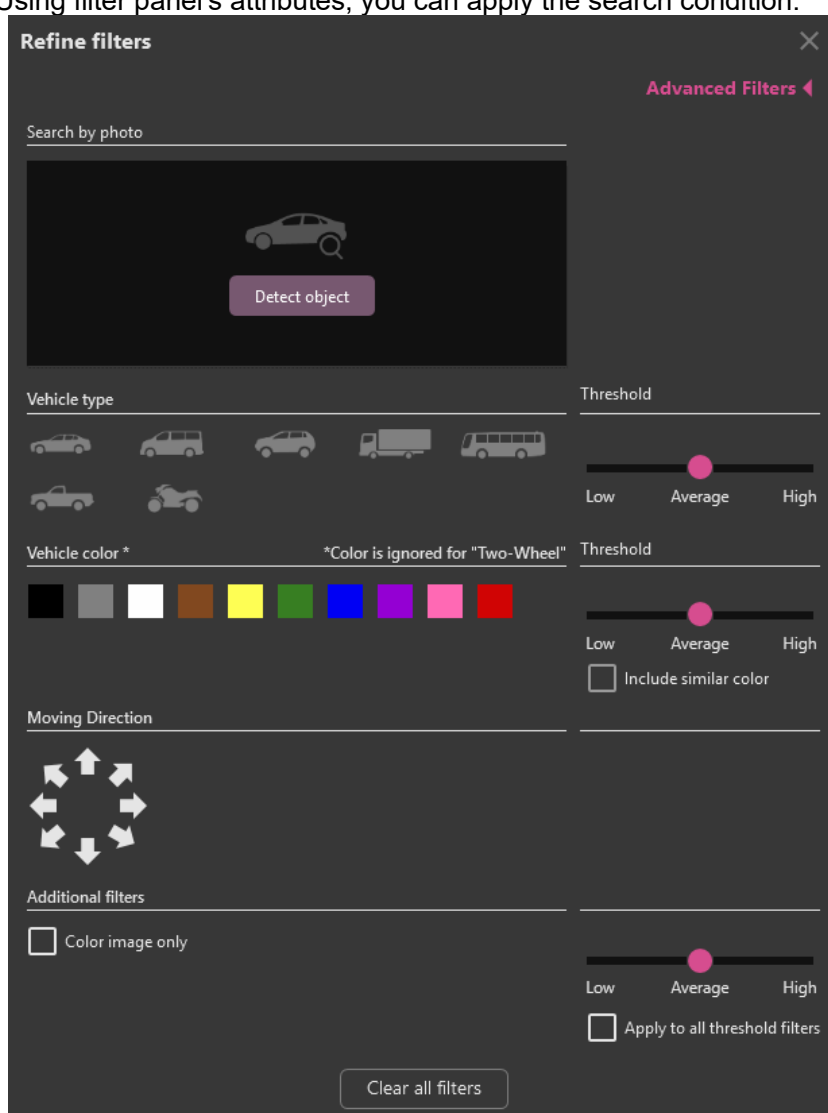 Using filter panel's attributes, you can apply the search condition.
Refine filters
Advanced Filters
Search by photo
Detect object
Vehicle type
Threshold
Low Average High
Vehicle color * *Color is ignored for "Two-Wheel" Threshold
Low Average High
Include similar color
Moving Direction
Additional filters
Color image only
Low Average High
Apply to all threshold filters
Clear all filters